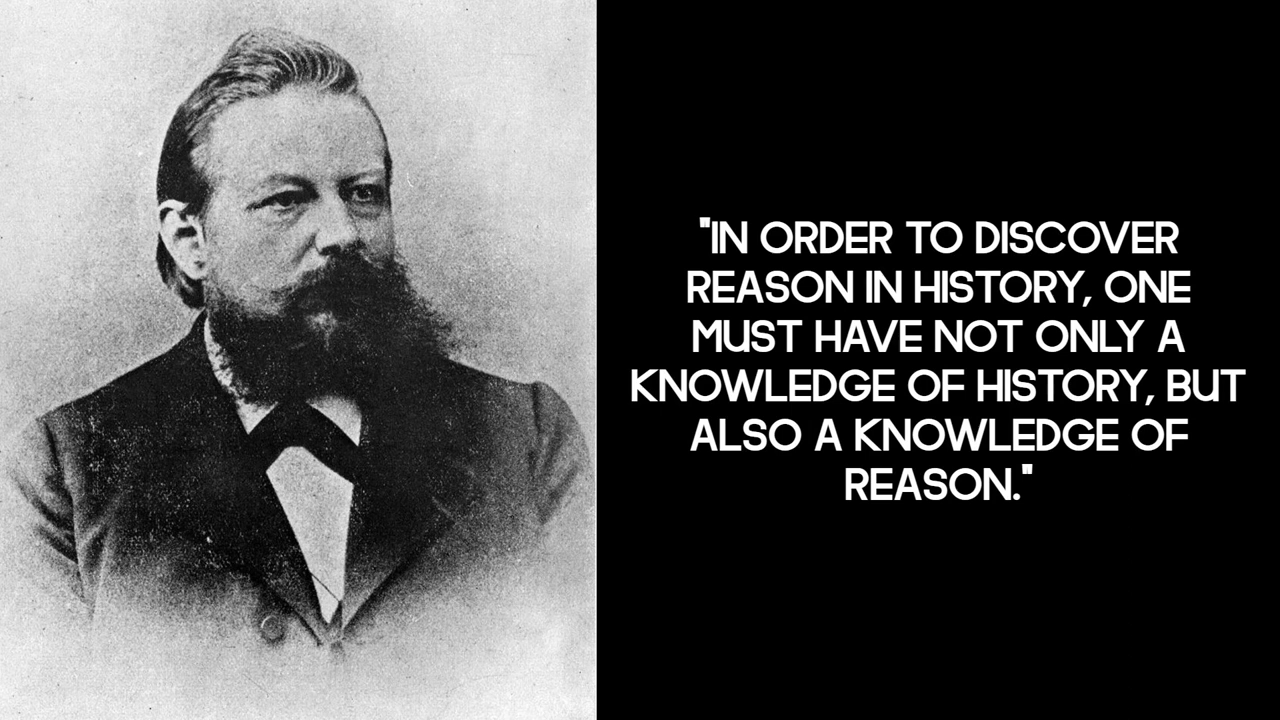 "IN ORDER TO DISCOVER
REASON IN HISTORY, ONE
MUST HAVE NOT ONLY A
KNOWLEDGE OF HISTORY, BUT
ALSO A KNOWLEDGE OF
REASON."